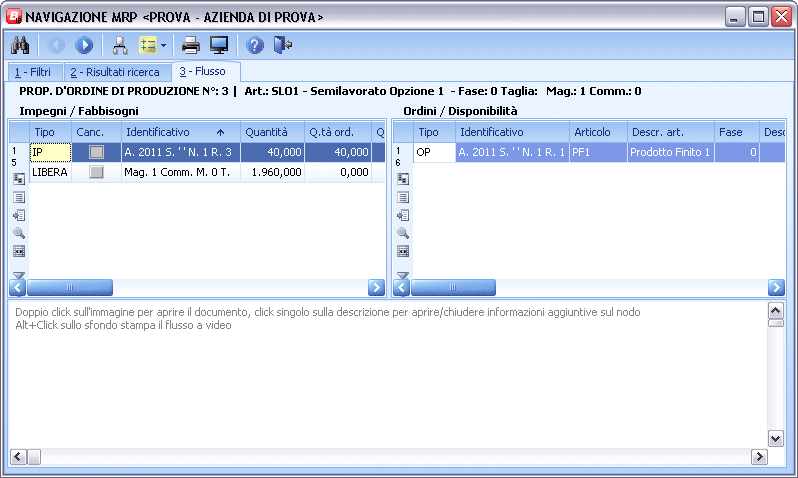 NAVIGAZIONE MRP <PROVA - AZIENDA DI PROVA>
1 - Filtri 2 - Risultati ricerca 3 - Flusso
PROP. D'ORDINE DI PRODUZIONE N°: 3 | Art.: SLO1 - Semilavorato Opzione 1 - Fase: 0 Taglia: Mag.: 1 Comm.: 0
Impegni / Fabbisogni
Tipo Canc. Identificativo Quantità Q.tà ord. Q
1 IP A. 2011 S. ' ' N. 1 R. 3 40,000 40,000
5 LIBERA Mag. 1 Comm. M. 0 T. 1.960,000 0,000
Ordini / Disponibilità
Tipo Identificativo Articolo Descr. art. Fase Desc
1 OP A. 2011 S. ' ' N. 1 R. 1 PF1 Prodotto Finito 1 0
6
Doppio click sull'immagine per aprire il documento, click singolo sulla descrizione per aprire/chiudere informazioni aggiuntive sul nodo
Alt+Click sullo sfondo stampa il flusso a video